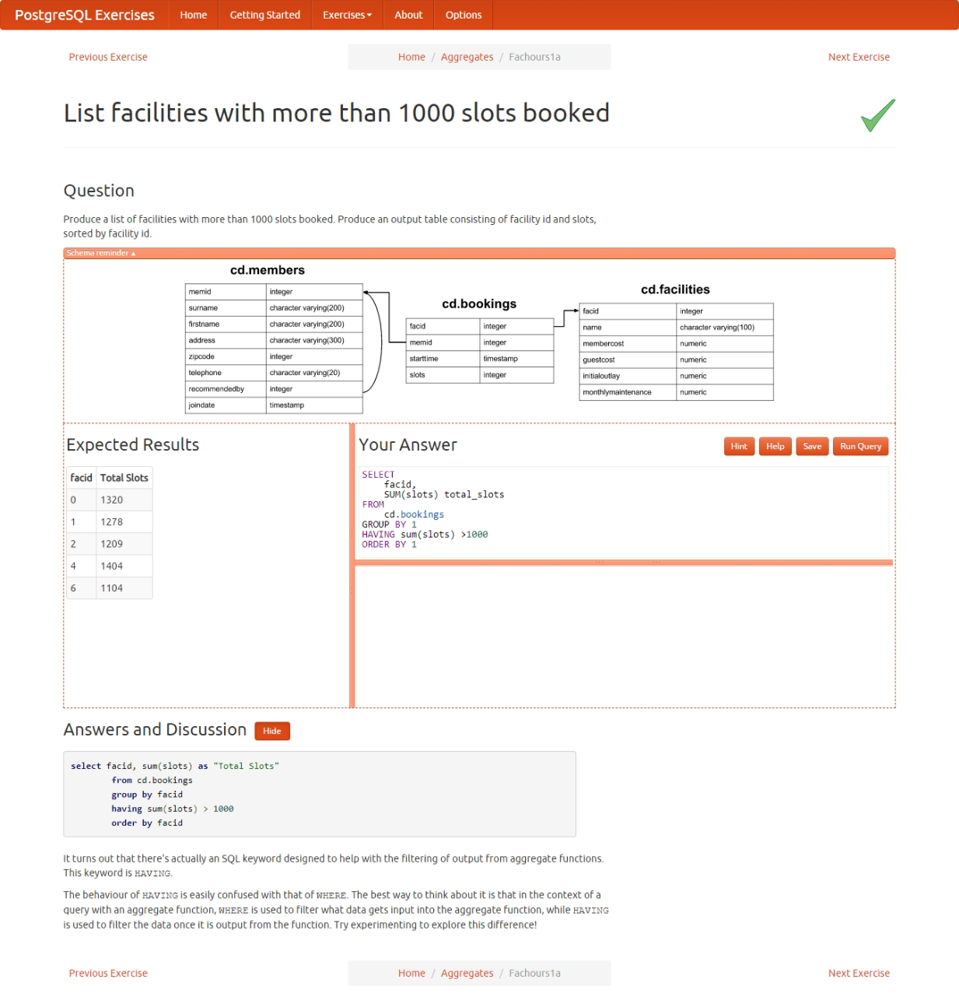 PostgreSQL Exercises Home Getting Started Exercises About Options
Previous Exercise Home / Aggregates / Fachours1a Next Exercise
List facilities with more than 1000 slots booked
Question
Produce a list of facilities with more than 1000 slots booked. Produce an output table consisting of facility id and slots,
sorted by facility id.
Schema reminder ▴
cd.members
memid integer
surname character varying(200)
firstname character varying(200)
address character varying(300)
zipcode integer
telephone character varying(20)
recommendedby integer
joindate timestamp
cd.bookings
facid integer
memid integer
starttime timestamp
slots integer
cd.facilities
facid integer
name character varying(100)
membercost numeric
guestcost numeric
initialoutlay numeric
monthlymaintenance numeric
Expected Results
facid Total Slots
0 1320
1 1278
2 1209
4 1404
6 1104
Your Answer
Hint Help Save Run Query
SELECT
facid,
SUM(slots) total_slots
FROM
cd.bookings
GROUP BY 1
HAVING sum(slots) >1000
ORDER BY 1
Answers and Discussion Hide
select facid, sum(slots) as "Total Slots"
from cd.bookings
group by facid
having sum(slots) > 1000
order by facid
It turns out that there's actually an SQL keyword designed to help with the filtering of output from aggregate functions.
This keyword is HAVING.
The behaviour of HAVING is easily confused with that of WHERE. The best way to think about it is that in the context of a
query with an aggregate function, WHERE is used to filter what data gets input into the aggregate function, while HAVING
is used to filter the data once it is output from the function. Try experimenting to explore this difference!
Previous Exercise Home / Aggregates / Fachours1a Next Exercise